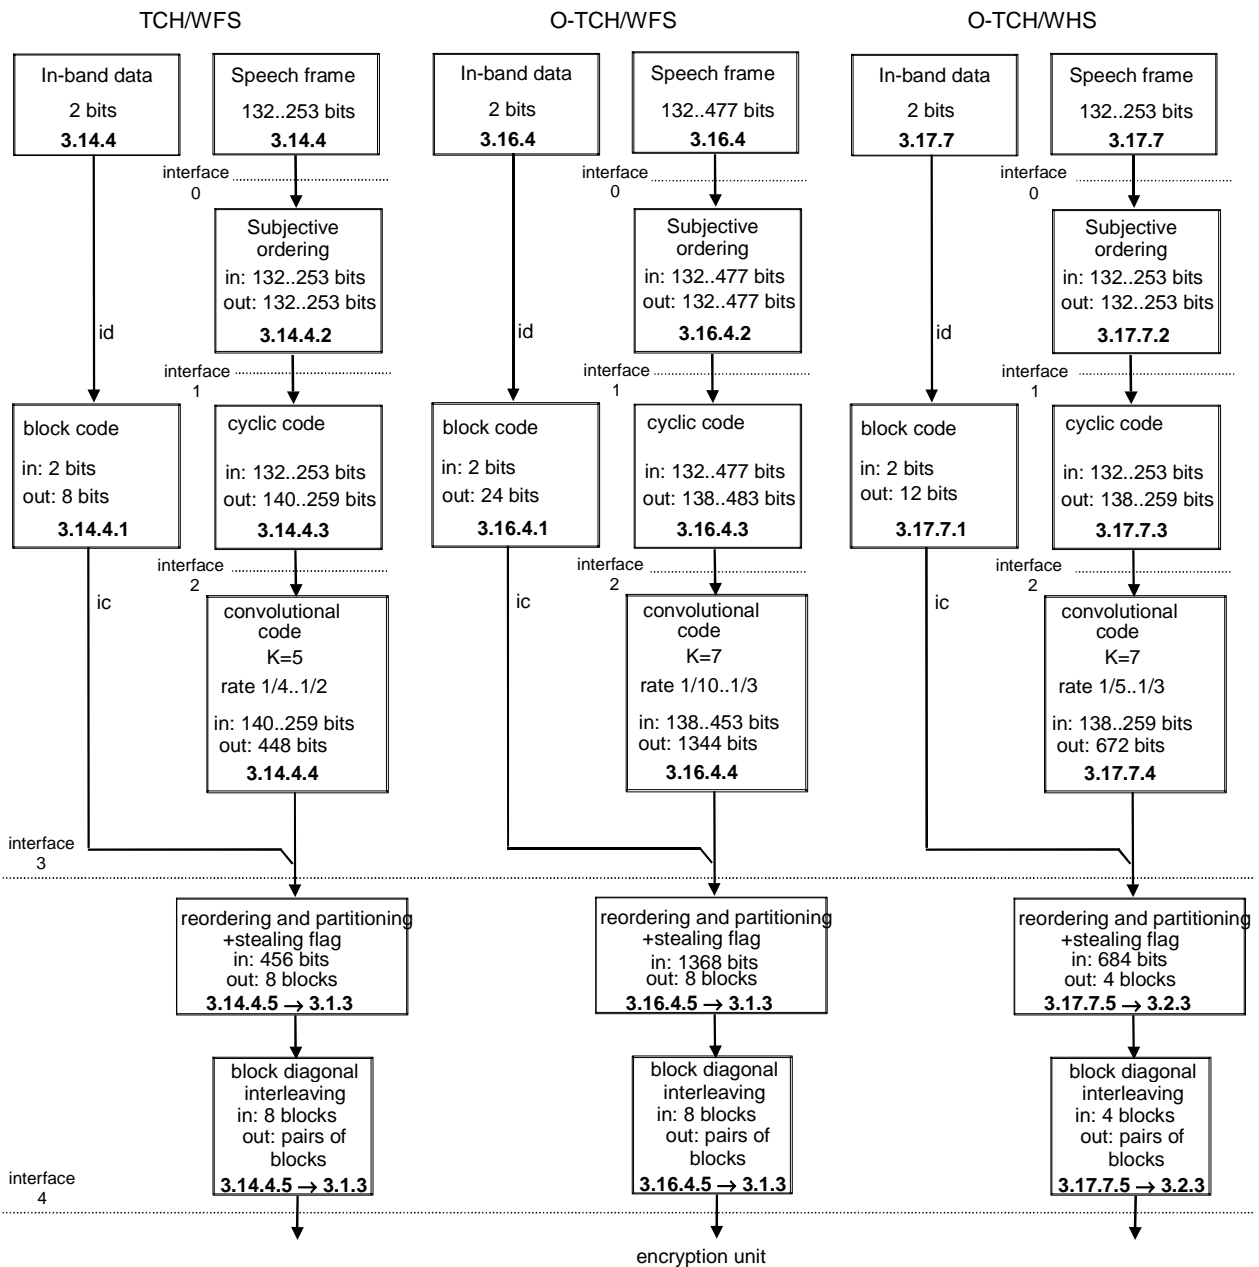 TCH/WFS
In-band data
2 bits
3.14.4
Speech frame
132..253 bits
3.14.4
interface
0
Subjective
ordering
in: 132..253 bits
out: 132..253 bits
3.14.4.2
id
interface
1
block code
in: 2 bits
out: 8 bits
3.14.4.1
cyclic code
in: 132..253 bits
out: 140..259 bits
3.14.4.3
interface
2
ic
convolutional
code
K=5
rate 1/4..1/2
in: 140..259 bits
out: 448 bits
3.14.4.4
interface
3
reordering and partitioning
+stealing flag
in: 456 bits
out: 8 blocks
3.14.4.5 → 3.1.3
block diagonal
interleaving
in: 8 blocks
out: pairs of
blocks
3.14.4.5 → 3.1.3
interface
4
O-TCH/WFS
In-band data
2 bits
3.16.4
Speech frame
132..477 bits
3.16.4
interface
0
Subjective
ordering
in: 132..477 bits
out: 132..477 bits
3.16.4.2
id
interface
1
block code
in: 2 bits
out: 24 bits
3.16.4.1
cyclic code
in: 132..477 bits
out: 138..483 bits
3.16.4.3
interface
2
ic
convolutional
code
K=7
rate 1/10..1/3
in: 138..453 bits
out: 1344 bits
3.16.4.4
reordering and partitioning
+stealing flag
in: 1368 bits
out: 8 blocks
3.16.4.5 → 3.1.3
block diagonal
interleaving
in: 8 blocks
out: pairs of
blocks
3.16.4.5 → 3.1.3
encryption unit
O-TCH/WHS
In-band data
2 bits
3.17.7
Speech frame
132..253 bits
3.17.7
interface
0
Subjective
ordering
in: 132..253 bits
out: 132..253 bits
3.17.7.2
id
interface
1
block code
in: 2 bits
out: 12 bits
3.17.7.1
cyclic code
in: 132..253 bits
out: 138..259 bits
3.17.7.3
interface
2
ic
convolutional
code
K=7
rate 1/5..1/3
in: 138..259 bits
out: 672 bits
3.17.7.4
reordering and partitioning
+stealing flag
in: 684 bits
out: 4 blocks
3.17.7.5 → 3.2.3
block diagonal
interleaving
in: 4 blocks
out: pairs of
blocks
3.17.7.5 → 3.2.3